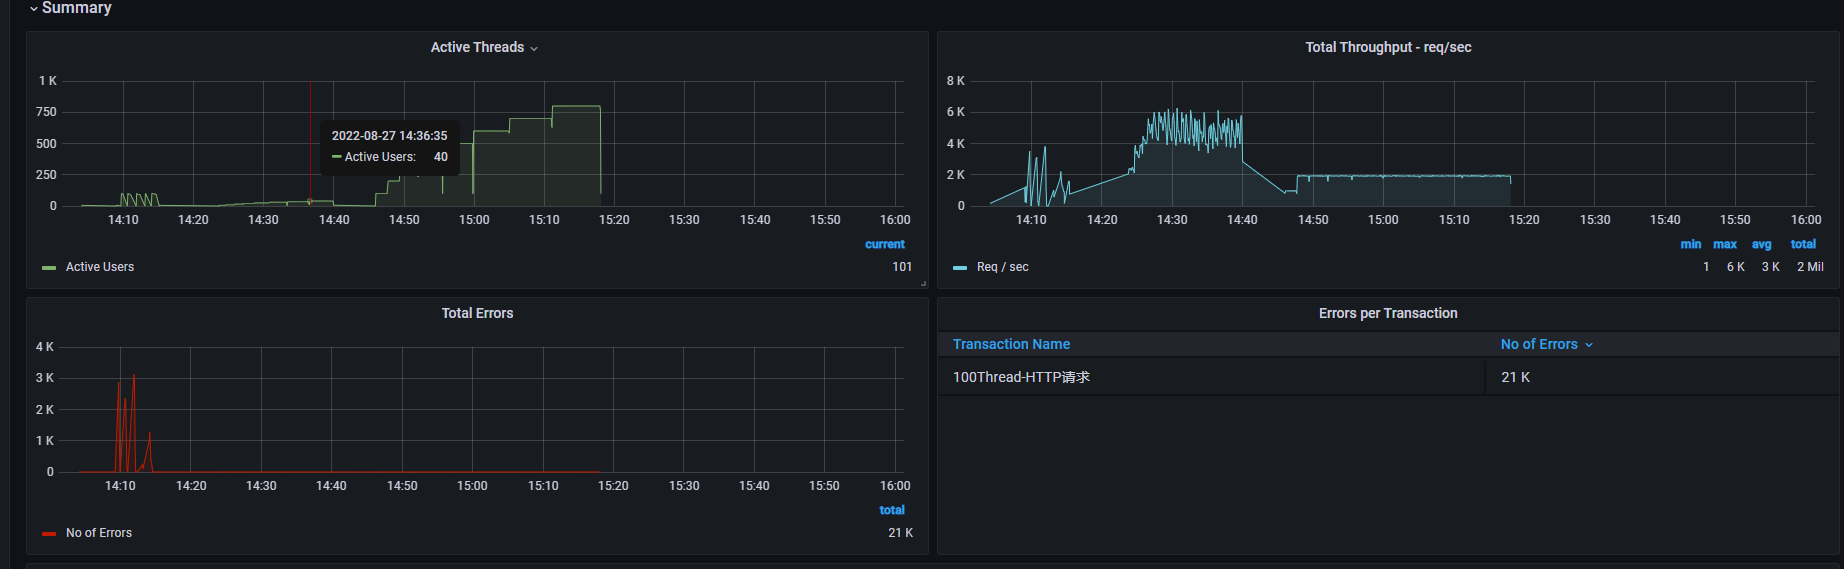 Summary
Active Threads
1 K
750
500
250
0
2022-08-27 14:36:35
Active Users: 40
14:10 14:20 14:30 14:40 14:50 15:00 15:10 15:20 15:30 15:40 15:50 16:00
current
Active Users 101
Total Throughput - req/sec
8 K
6 K
4 K
2 K
0
14:10 14:20 14:30 14:40 14:50 15:00 15:10 15:20 15:30 15:40 15:50 16:00
min max avg total
Req / sec 1 6 K 3 K 2 Mil
Total Errors
4 K
3 K
2 K
1 K
0
14:10 14:20 14:30 14:40 14:50 15:00 15:10 15:20 15:30 15:40 15:50 16:00
total
No of Errors 21 K
Errors per Transaction
Transaction Name No of Errors
100Thread-HTTP请求 21 K